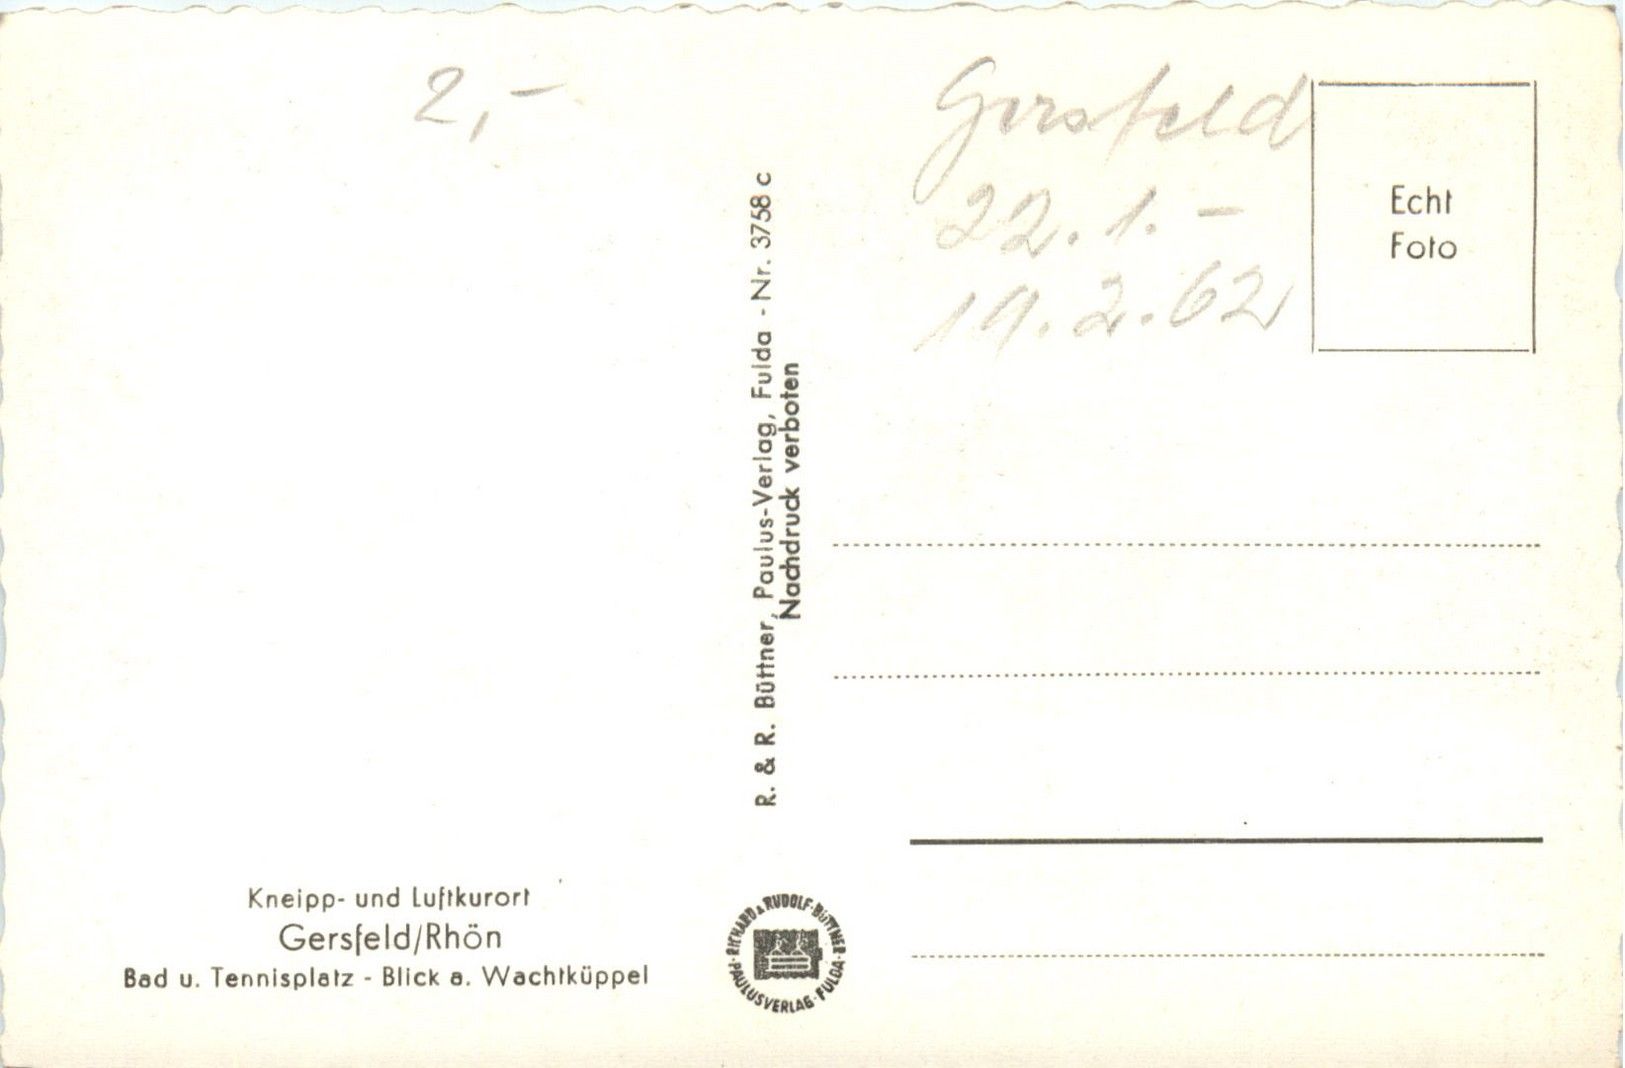 2,-
Gersfeld
22.1.-
19.2.62
Echt
Foto
R. & R. Büttner, Paulus-Verlag, Fulda - Nr. 3758 c
Nachdruck verboten
Kneipp- und Luftkurort
Gersfeld/Rhön
Bad u. Tennisplatz - Blick a. Wachtküppel
RICHARD & RUDOLF BÜTTNER · PAULUSVERLAG · FULDA ·